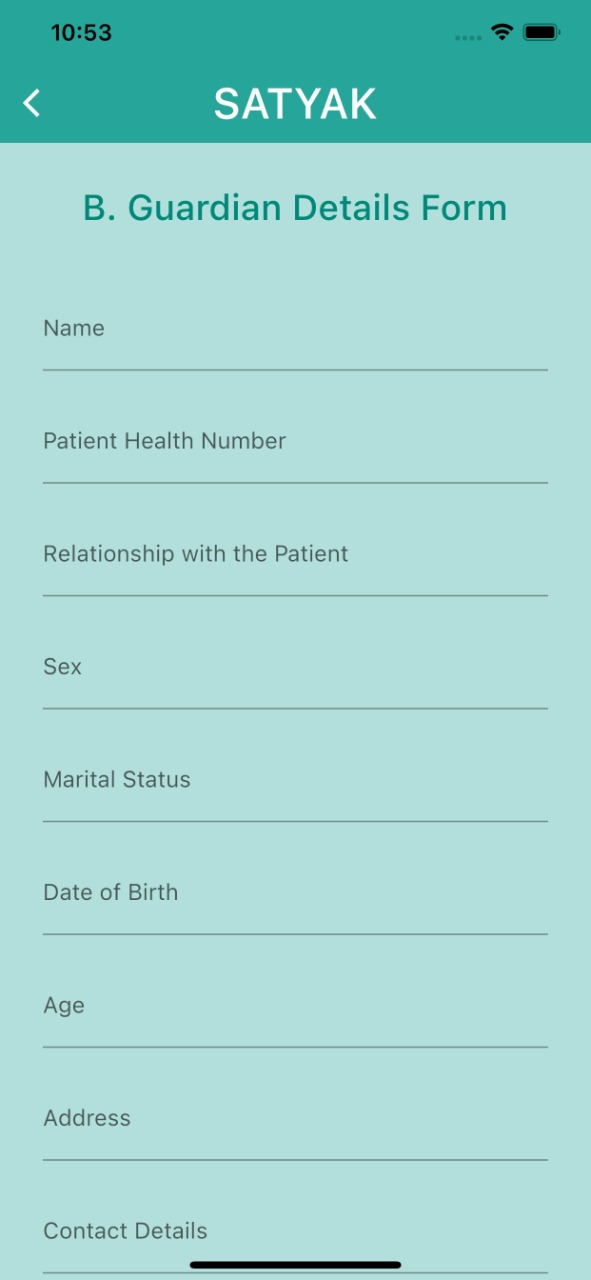 10:53
SATYAK
B. Guardian Details Form
Name
Patient Health Number
Relationship with the Patient
Sex
Marital Status
Date of Birth
Age
Address
Contact Details